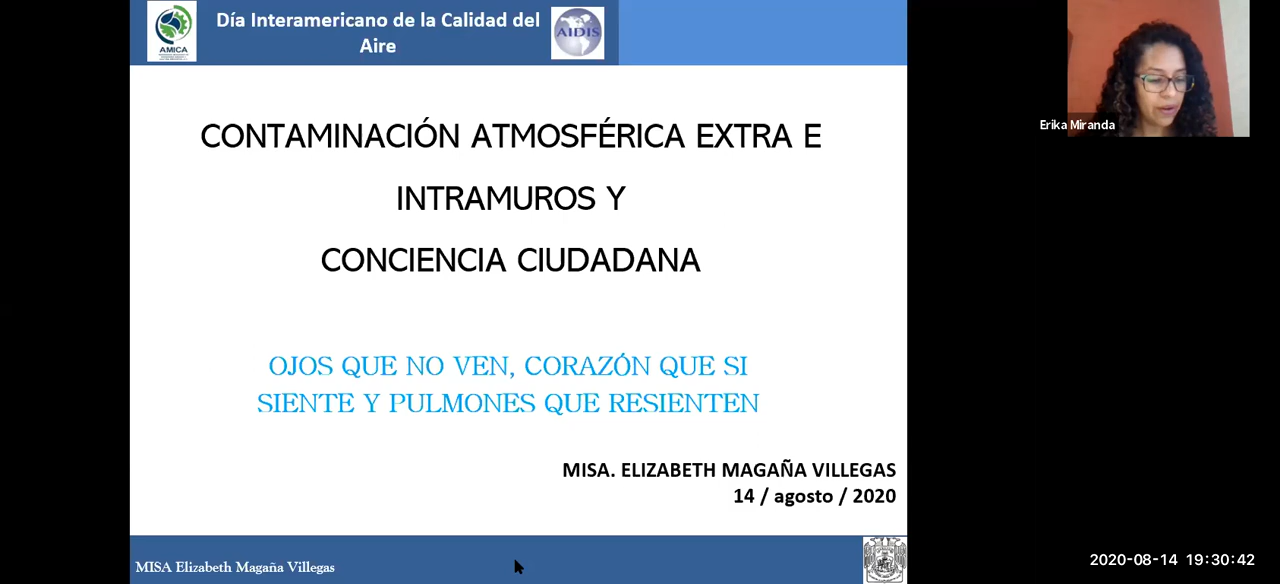 Día Interamericano de la Calidad del
Aire
AMICA
AIDIS
CONTAMINACIÓN ATMOSFÉRICA EXTRA E
INTRAMUROS Y
CONCIENCIA CIUDADANA
OJOS QUE NO VEN, CORAZÓN QUE SI
SIENTE Y PULMONES QUE RESIENTEN
MISA. ELIZABETH MAGAÑA VILLEGAS
14 / agosto / 2020
MISA Elizabeth Magaña Villegas
Erika Miranda
2020-08-14 19:30:42